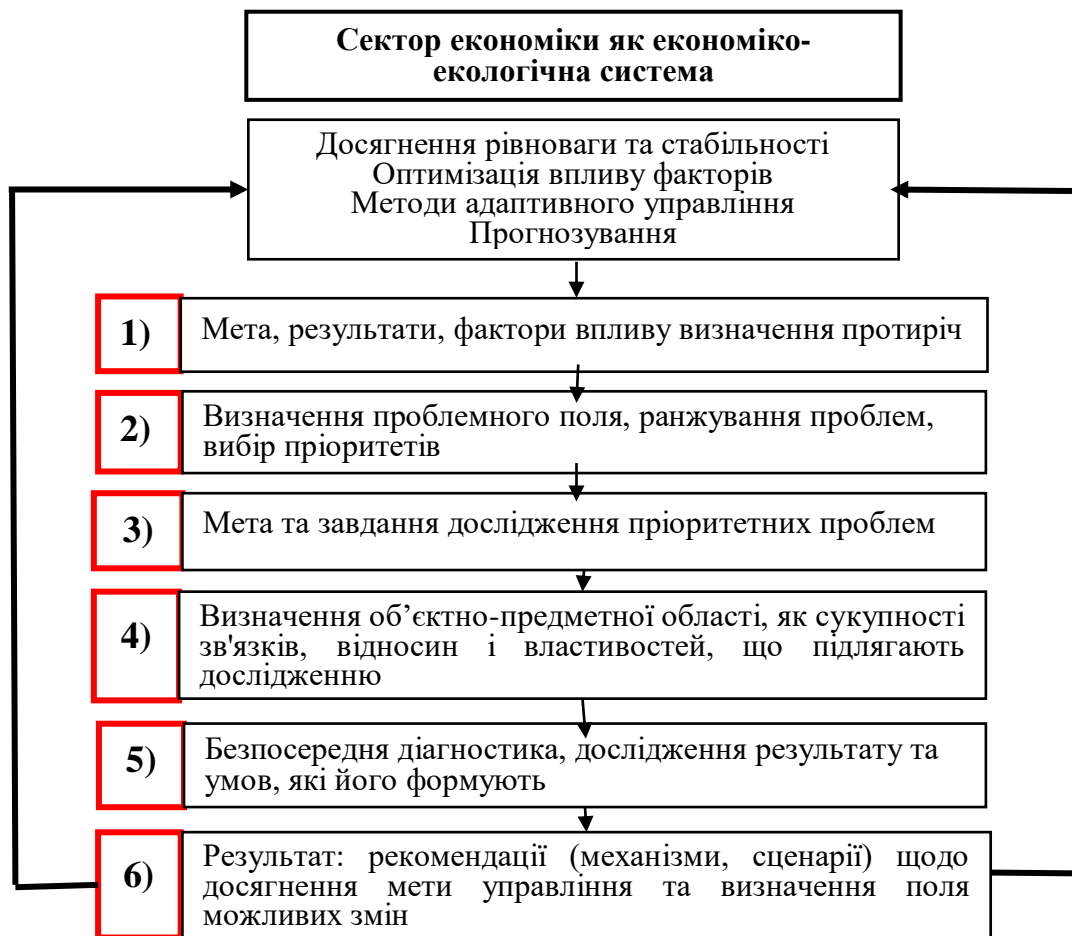 Сектор економіки як економіко-
екологічна система
Досягнення рівноваги та стабільності
Оптимізація впливу факторів
Методи адаптивного управління
Прогнозування
1)
Мета, результати, фактори впливу визначення протиріч
2)
Визначення проблемного поля, ранжування проблем,
вибір пріоритетів
3)
Мета та завдання дослідження пріоритетних проблем
4)
Визначення об’єктно-предметної області, як сукупності
зв'язків, відносин і властивостей, що підлягають
дослідженню
5)
Безпосередня діагностика, дослідження результату та
умов, які його формують
6)
Результат: рекомендації (механізми, сценарії) щодо
досягнення мети управління та визначення поля
можливих змін